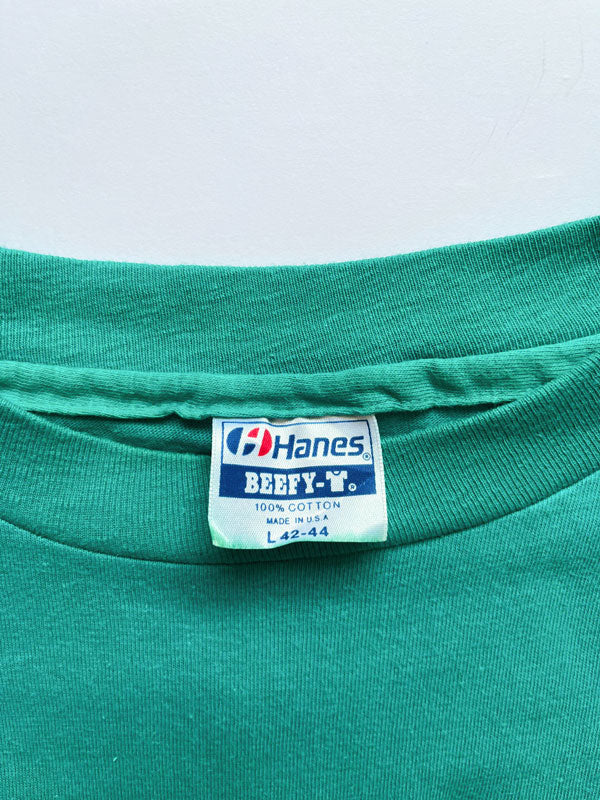 Hanes®
BEEFY-T®
100% COTTON
MADE IN U.S.A
L 42-44